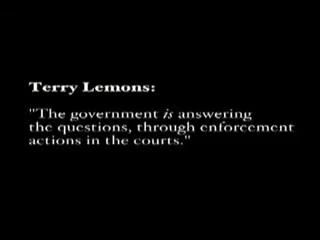 Terry Lemons:
"The government is answering
the questions, through enforcement
actions in the courts."